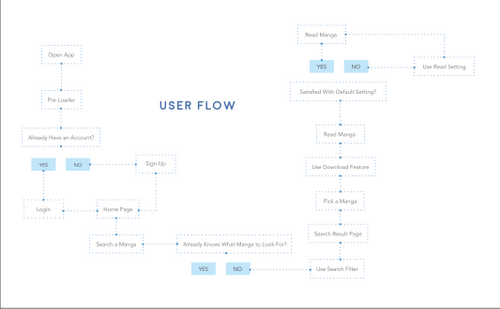 USER FLOW
Open App
Pre-Loader
Already Have an Account?
YES
NO
Sign Up
Login
Home Page
Search a Manga
Already Knows What Manga to Look For?
YES
NO
Use Search Filter
Search Result Page
Pick a Manga
Use Download Feature
Read Manga
Satisfied With Default Setting?
YES
NO
Use Read Setting
Read Manga